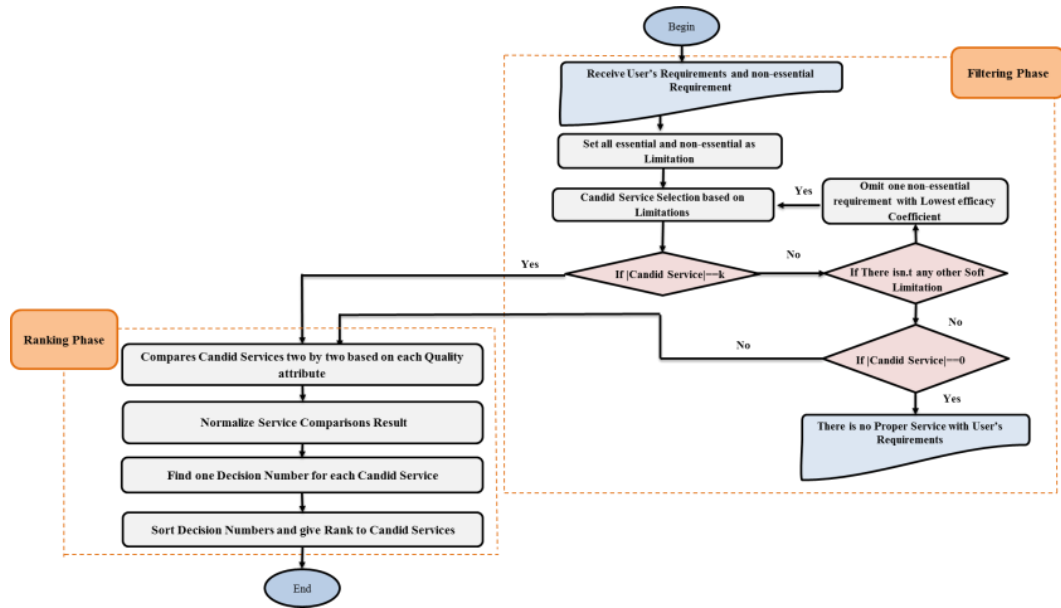 Begin
Filtering Phase
Receive User's Requirements and non-essential
Requirement
Set all essential and non-essential as
Limitation
Candid Service Selection based on
Limitations
Yes
Omit one non-essential
requirement with Lowest efficacy
Coefficient
If |Candid Service|==k
Yes
No
If There isn.t any other Soft
Limitation
No
If |Candid Service|==0
No
Yes
There is no Proper Service with User's
Requirements
Ranking Phase
Compares Candid Services two by two based on each Quality
attribute
Normalize Service Comparisons Result
Find one Decision Number for each Candid Service
Sort Decision Numbers and give Rank to Candid Services
End